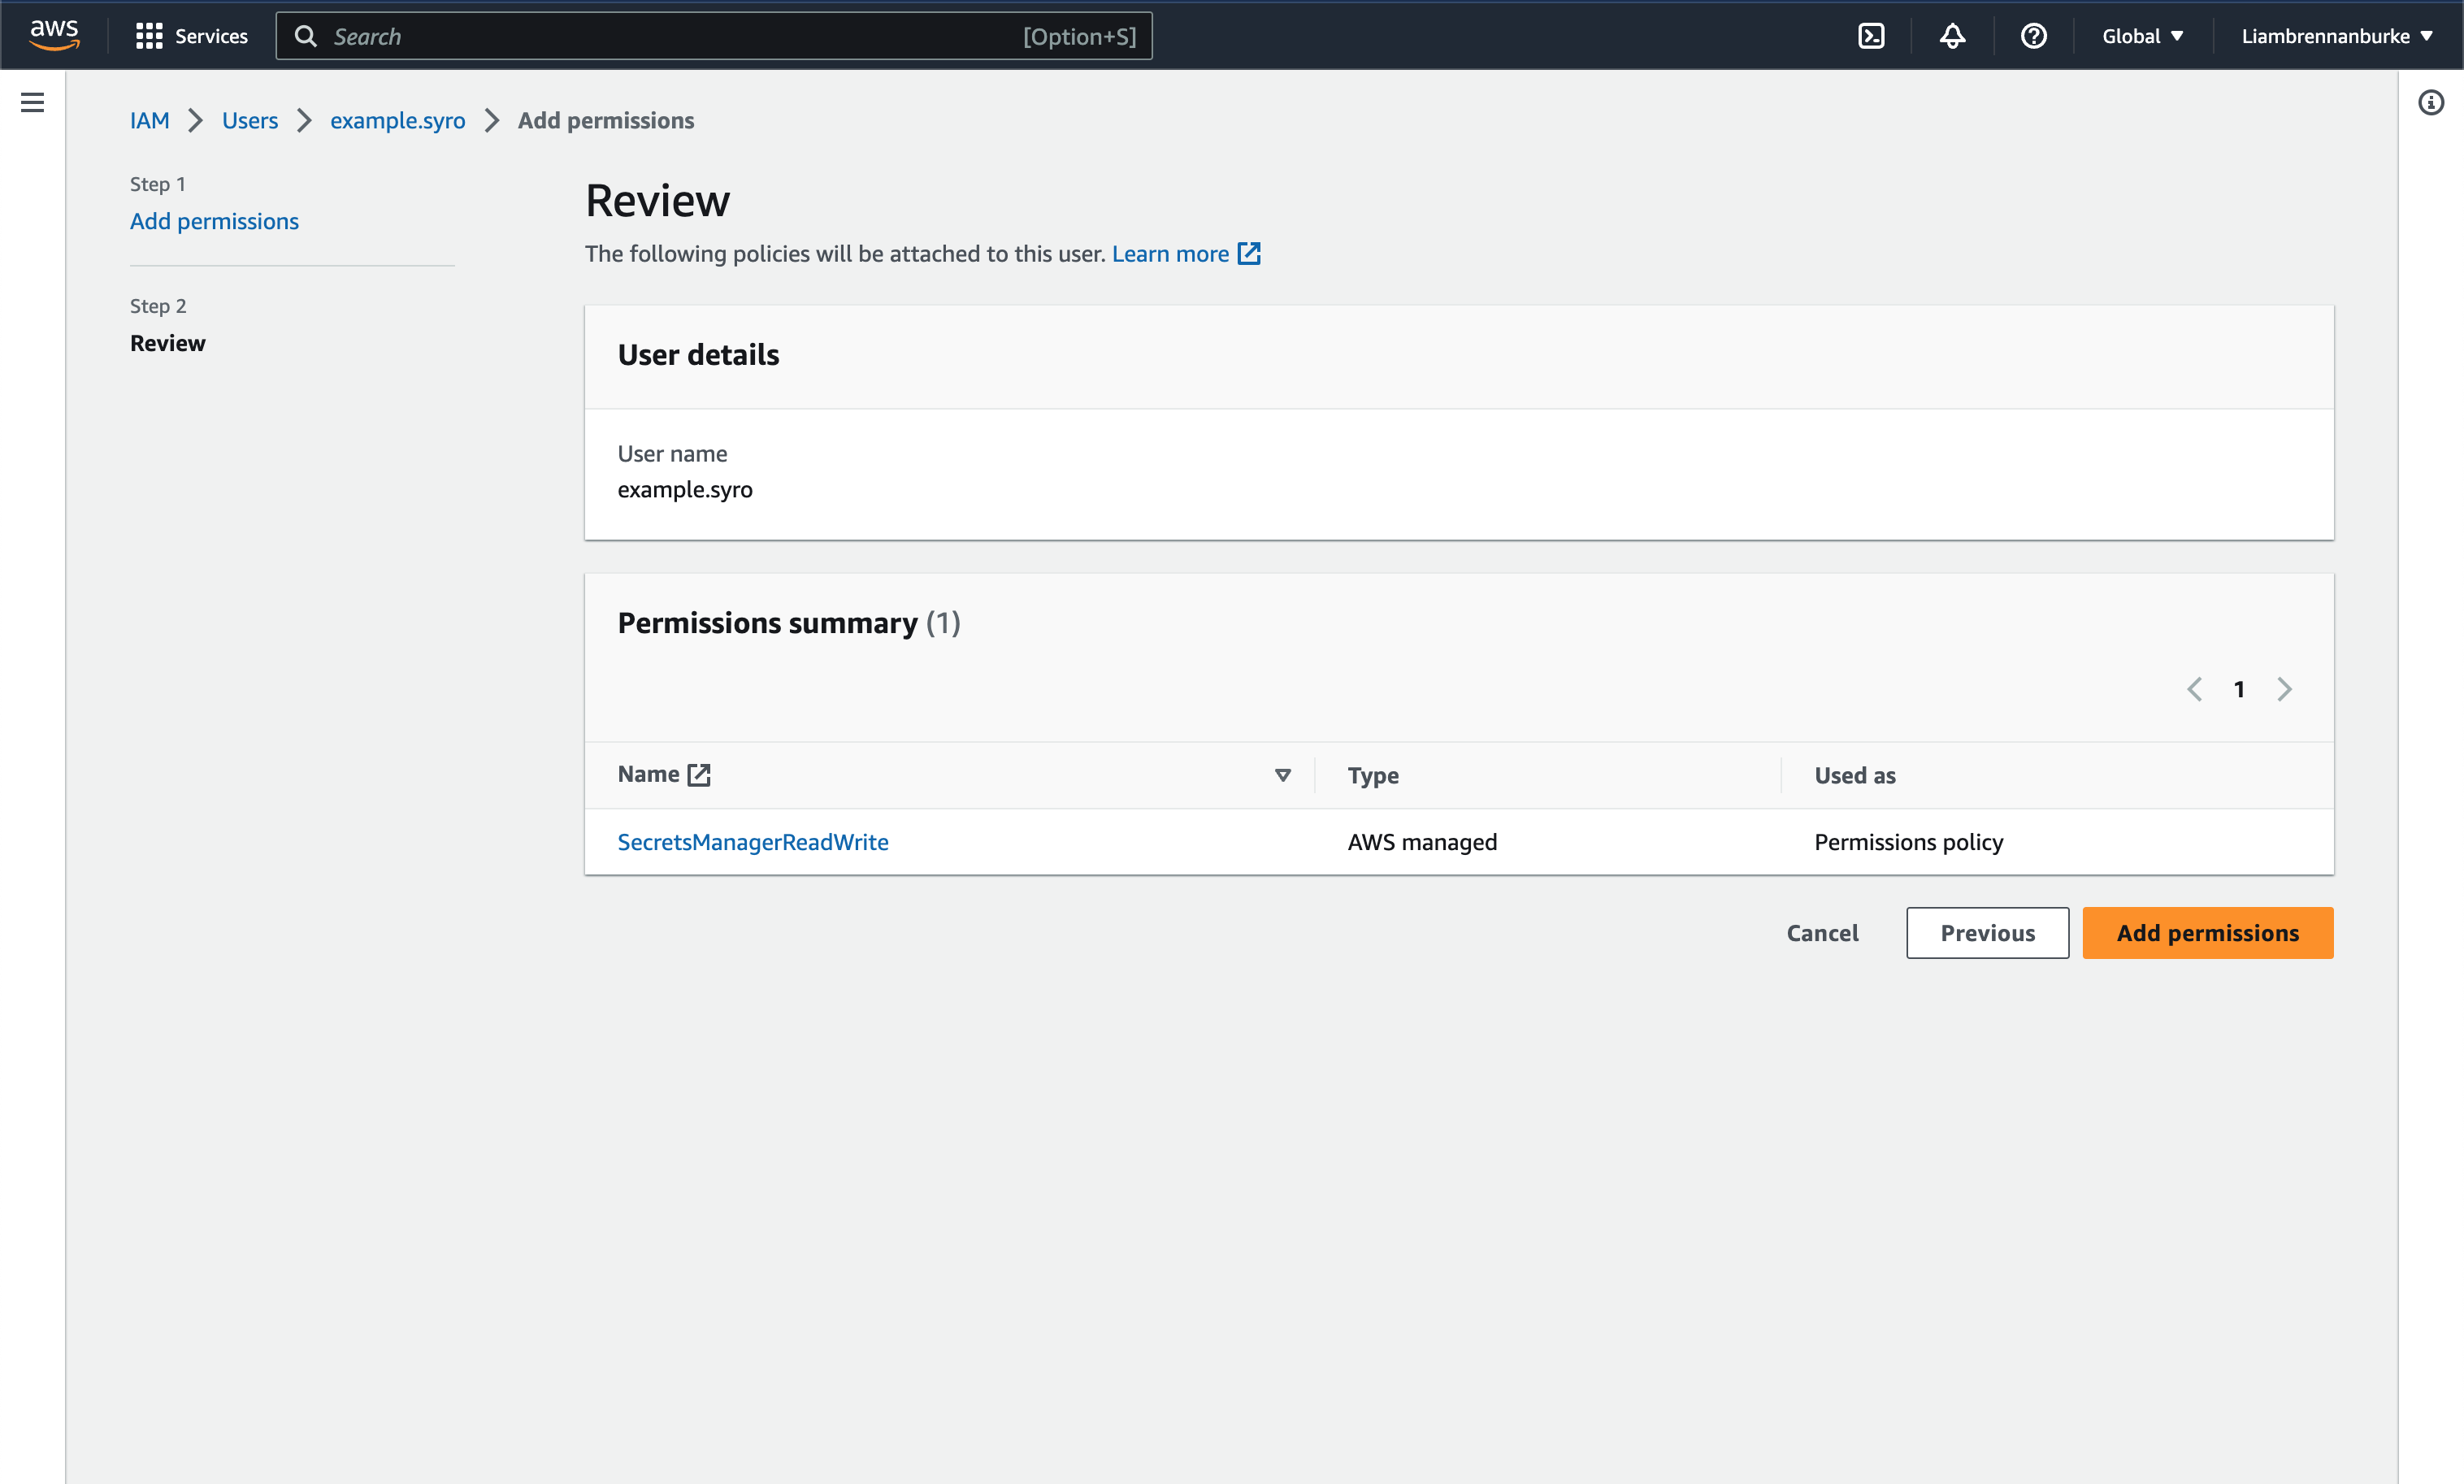 aws Services Search [Option+S] Global Liambrennanburke
IAM Users example.syro Add permissions
Step 1
Add permissions
Step 2
Review
Review
The following policies will be attached to this user. Learn more
User details
User name
example.syro
Permissions summary (1)
1
Name Type Used as
SecretsManagerReadWrite AWS managed Permissions policy
Cancel Previous Add permissions